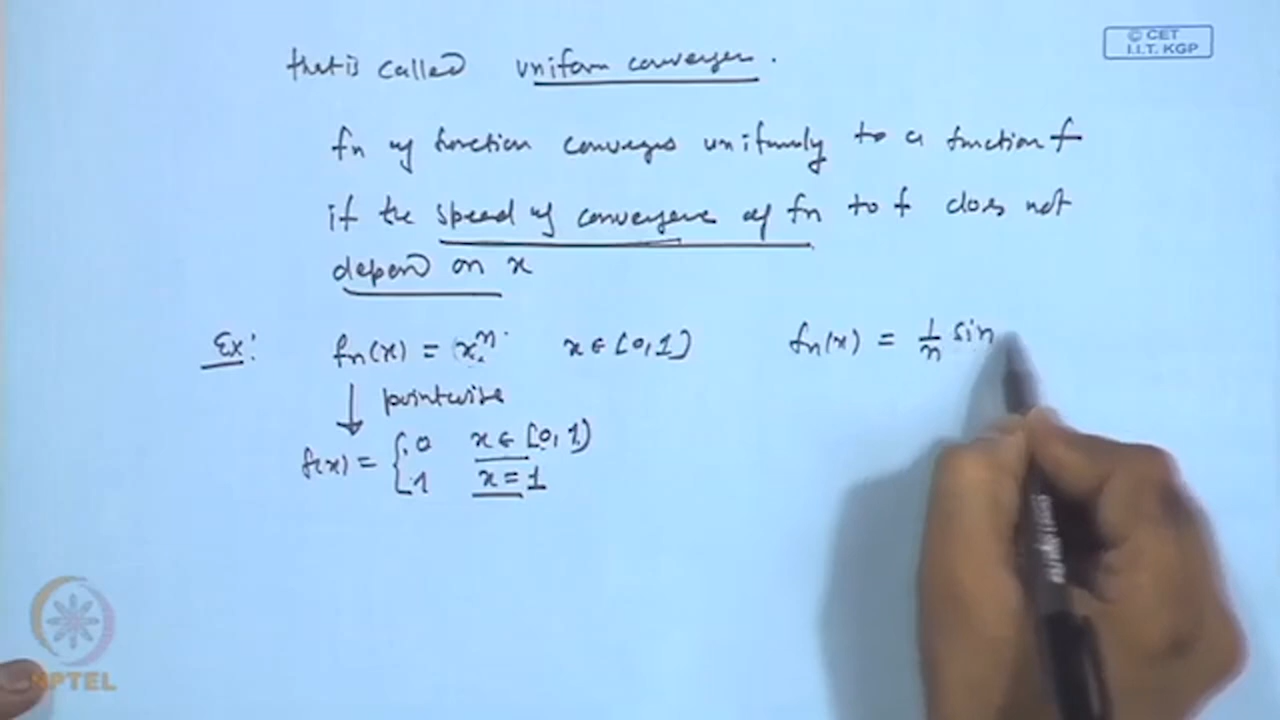 © CET
I.I.T. KGP
that is called uniform convergence.
fn of function converges uniformly to a function f
if the speed of convergence of fn to f does not
depend on x
Ex: fn(x) = xⁿ x ∈ [0,1] fn(x) = 1/n sin
↓ pointwise
f(x) = { 0 x ∈ [0,1)
1 x = 1
NPTEL